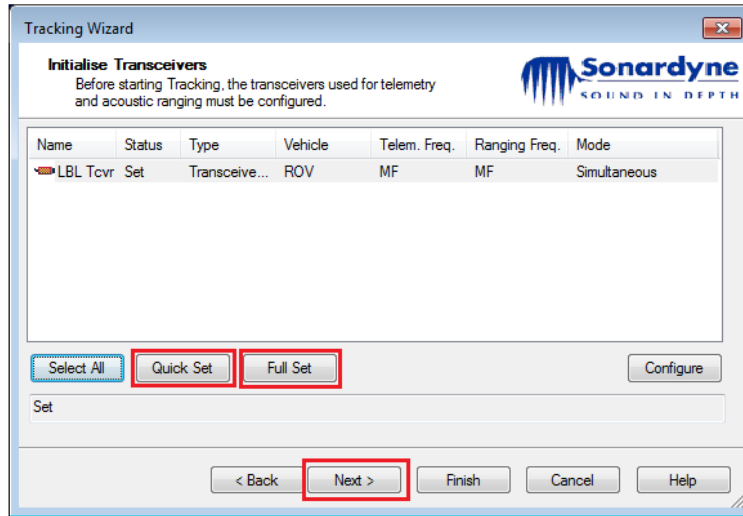 Tracking Wizard
Initialise Transceivers
Before starting Tracking, the transceivers used for telemetry
and acoustic ranging must be configured.
Sonardyne
SOUND IN DEPTH
Name Status Type Vehicle Telem. Freq. Ranging Freq. Mode
LBL Tcvr Set Transceive... ROV MF MF Simultaneous
Select All Quick Set Full Set Configure
Set
< Back Next > Finish Cancel Help